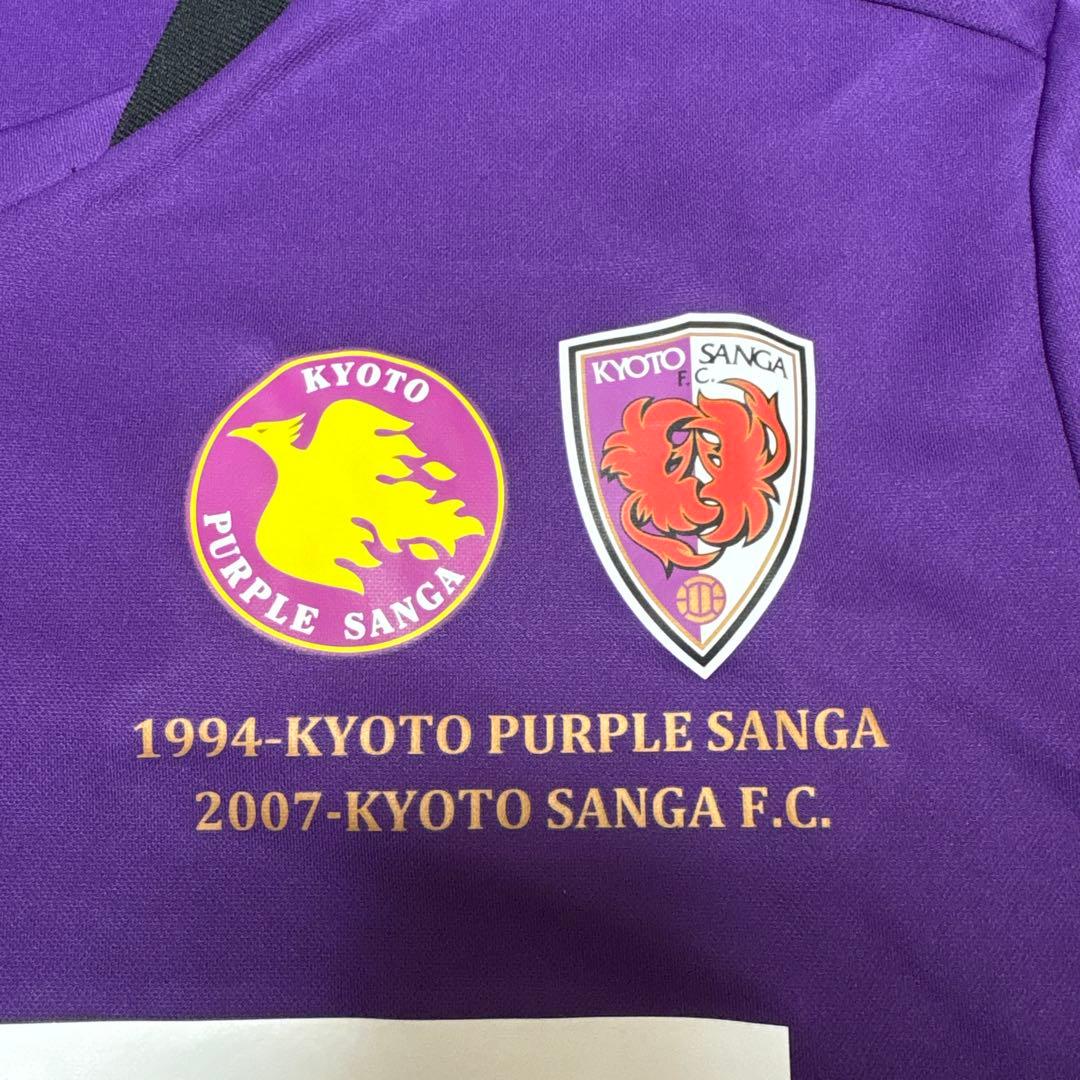 KYOTO
PURPLE SANGA
KYOTO SANGA
F.C.
1994-KYOTO PURPLE SANGA
2007-KYOTO SANGA F.C.